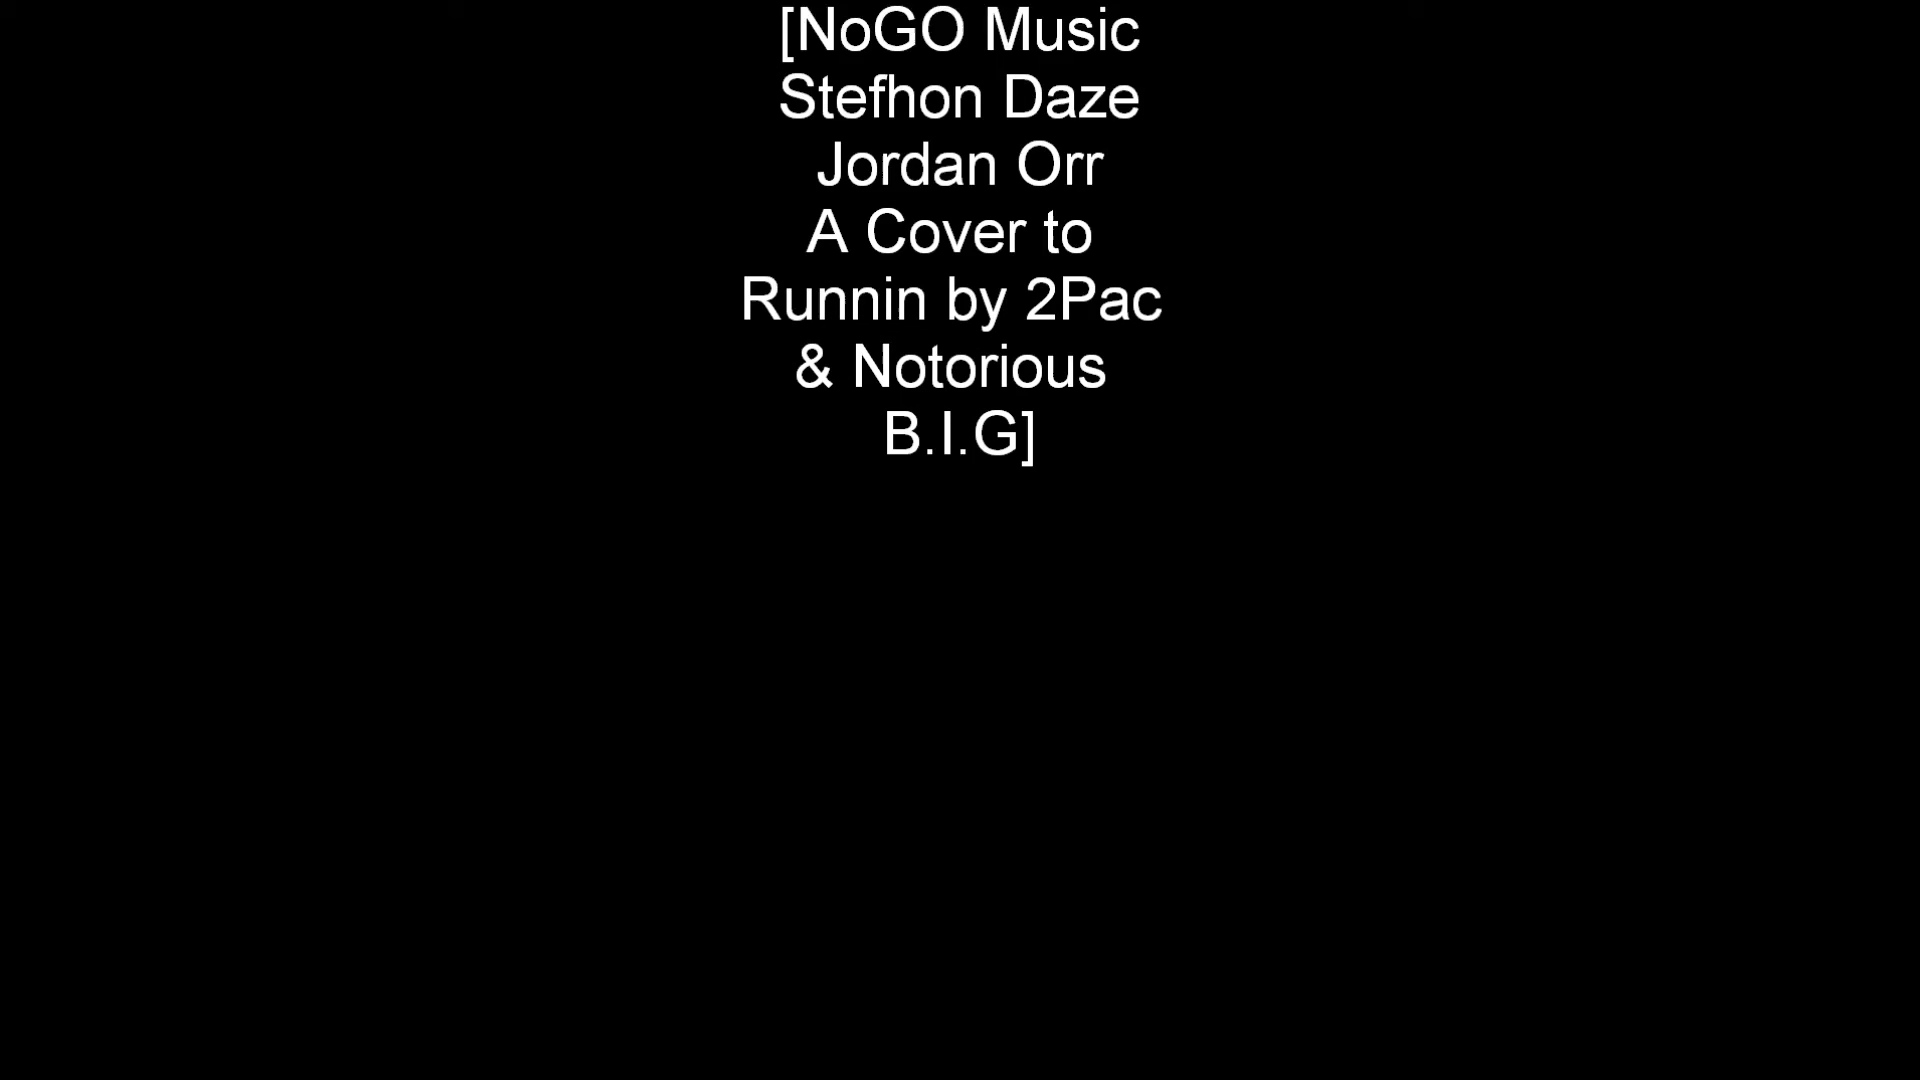 [NoGO Music
Stefhon Daze
Jordan Orr
A Cover to
Runnin by 2Pac
& Notorious
B.I.G]